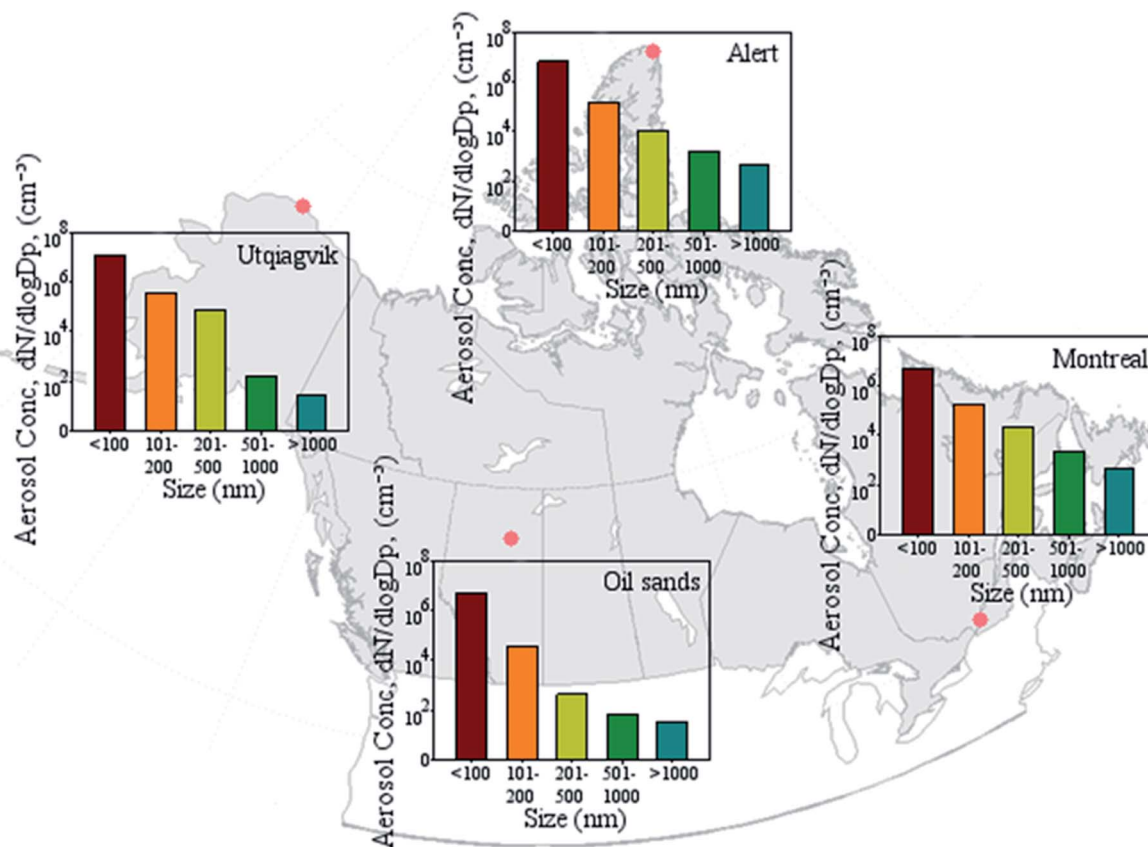 Alert
Aerosol Conc, dN/dlogDp, (cm⁻³)
10⁸
10⁶
10⁴
10²
0
<100 101-200 201-500 501-1000 >1000
Size (nm)
Utqiagvik
Aerosol Conc, dN/dlogDp, (cm⁻³)
10⁸
10⁶
10⁴
10²
0
<100 101-200 201-500 501-1000 >1000
Size (nm)
Montreal
Aerosol Conc, dN/dlogDp, (cm⁻³)
10⁸
10⁶
10⁴
10²
0
<100 101-200 201-500 501-1000 >1000
Size (nm)
Oil sands
Aerosol Conc, dN/dlogDp, (cm⁻³)
10⁸
10⁶
10⁴
10²
0
<100 101-200 201-500 501-1000 >1000
Size (nm)